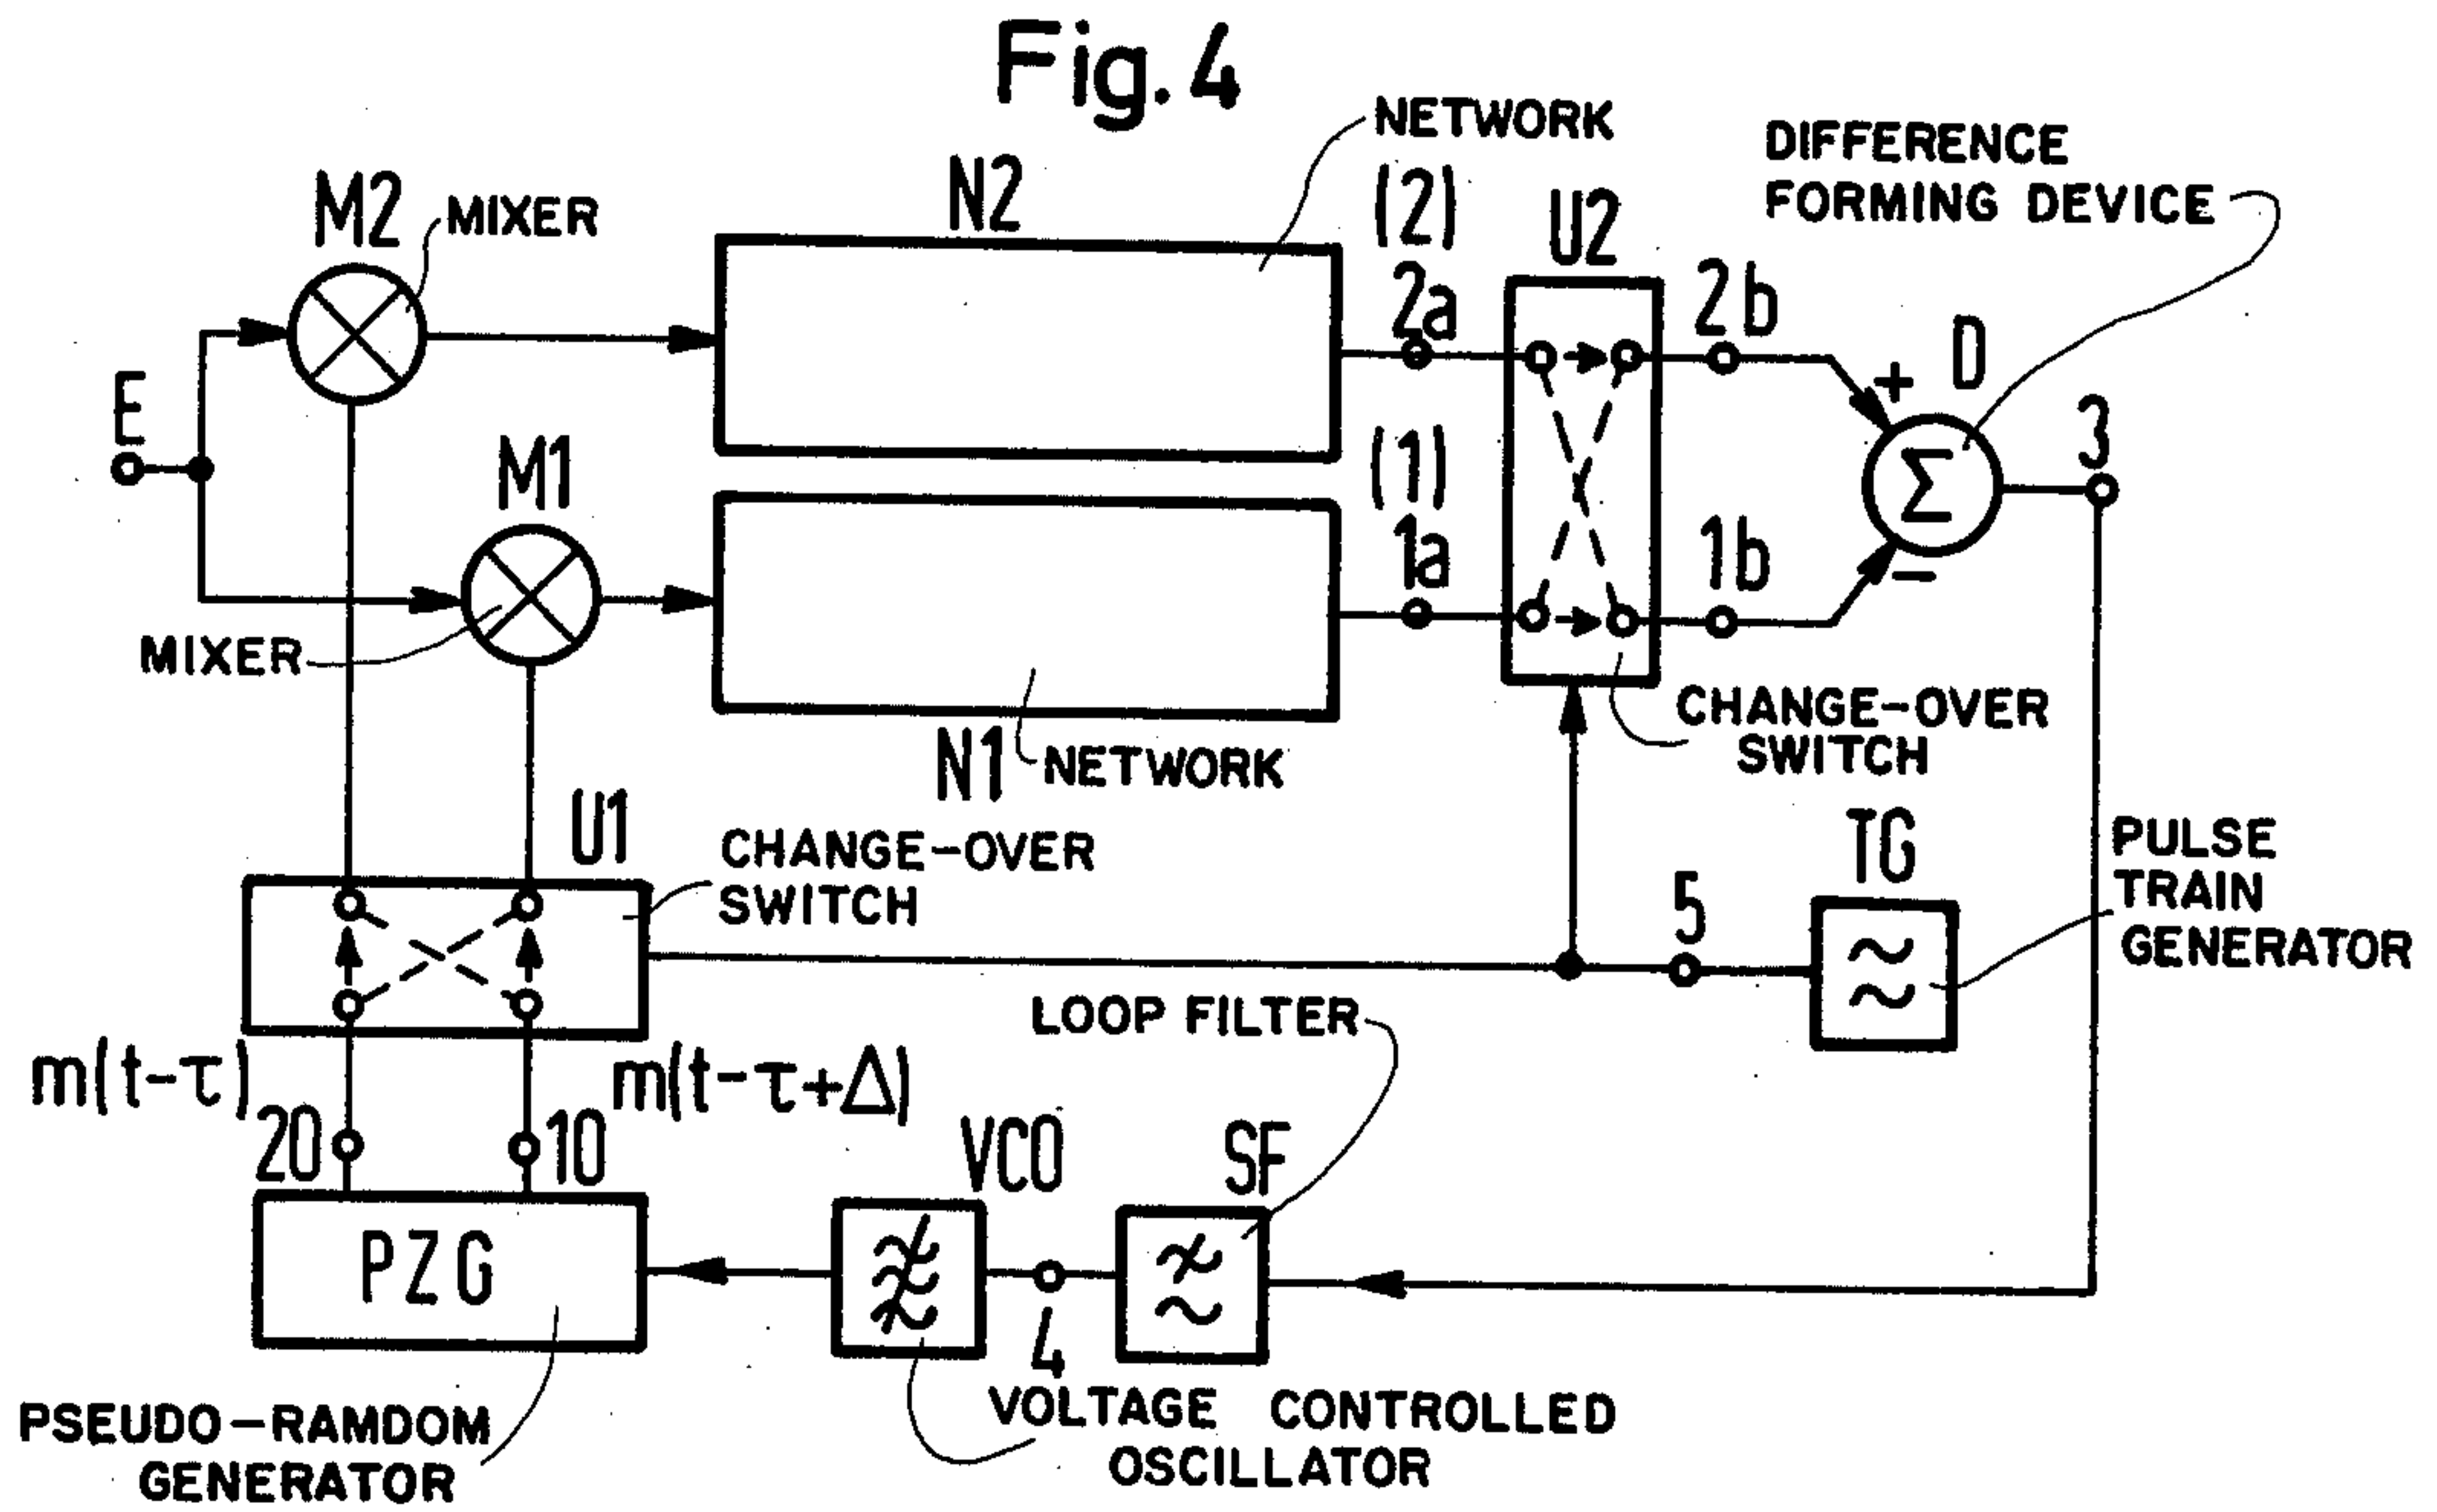 Fig. 4
NETWORK
DIFFERENCE
FORMING DEVICE
M2
MIXER
N2
(2)
2a
U2
2b
+
D
E
M1
(1)
1a
1b
Σ
3
−
MIXER
N1
NETWORK
CHANGE-OVER
SWITCH
U1
CHANGE-OVER
SWITCH
5
TG
PULSE
TRAIN
GENERATOR
LOOP FILTER
m(t-τ)
m(t-τ+Δ)
20
10
VCO
SF
PZG
4
VOLTAGE CONTROLLED
OSCILLATOR
PSEUDO-RAMDOM
GENERATOR